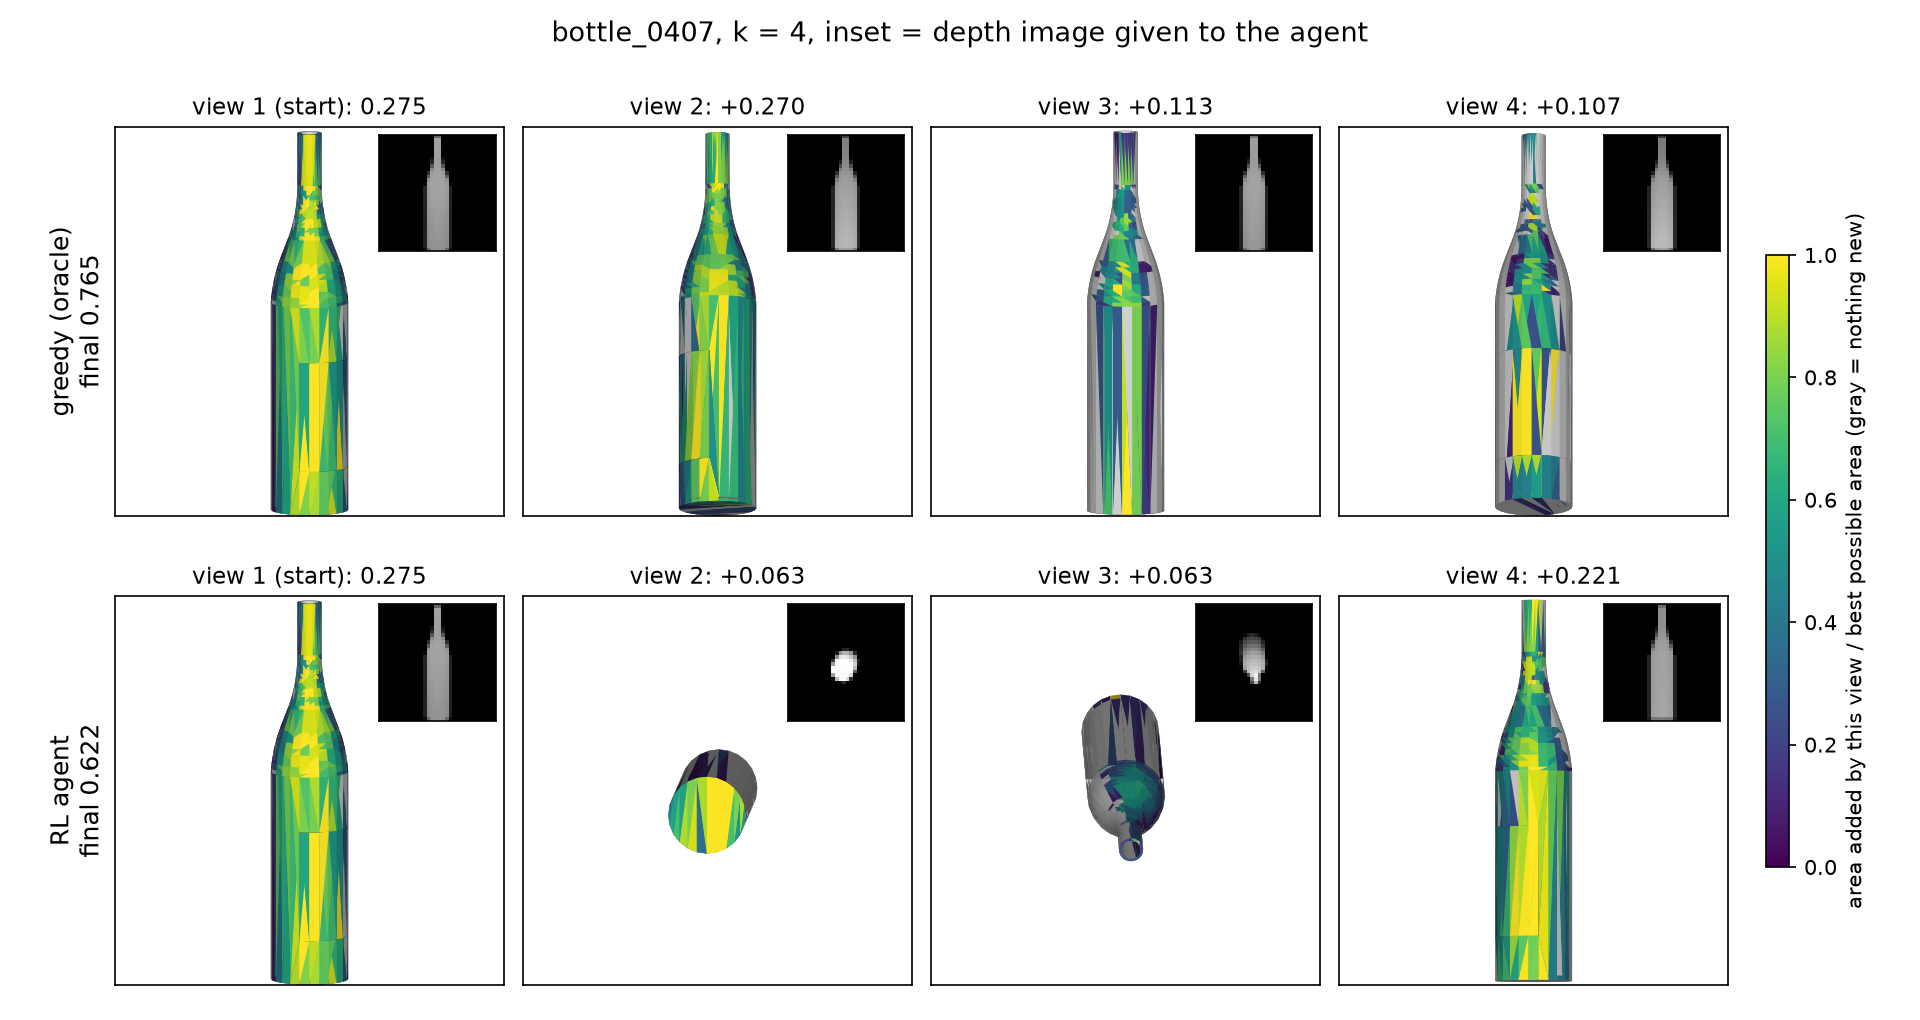 bottle_0407, k = 4, inset = depth image given to the agent
greedy (oracle)
final 0.765
view 1 (start): 0.275
view 2: +0.270
view 3: +0.113
view 4: +0.107
RL agent
final 0.622
view 1 (start): 0.275
view 2: +0.063
view 3: +0.063
view 4: +0.221
1.0
0.8
0.6
0.4
0.2
0.0
area added by this view / best possible area (gray = nothing new)